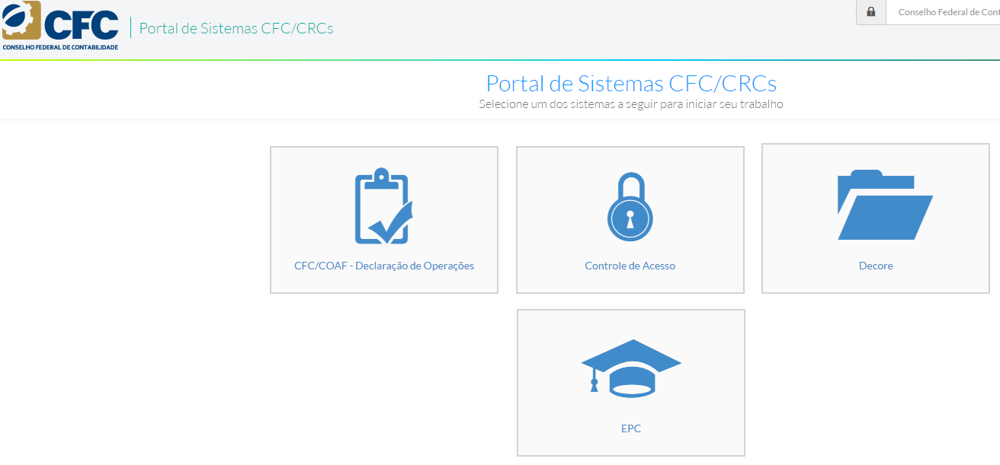 CFC
CONSELHO FEDERAL DE CONTABILIDADE
Portal de Sistemas CFC/CRCs
Conselho Federal de Cont
Portal de Sistemas CFC/CRCs
Selecione um dos sistemas a seguir para iniciar seu trabalho
CFC/COAF - Declaração de Operações
Controle de Acesso
Decore
EPC